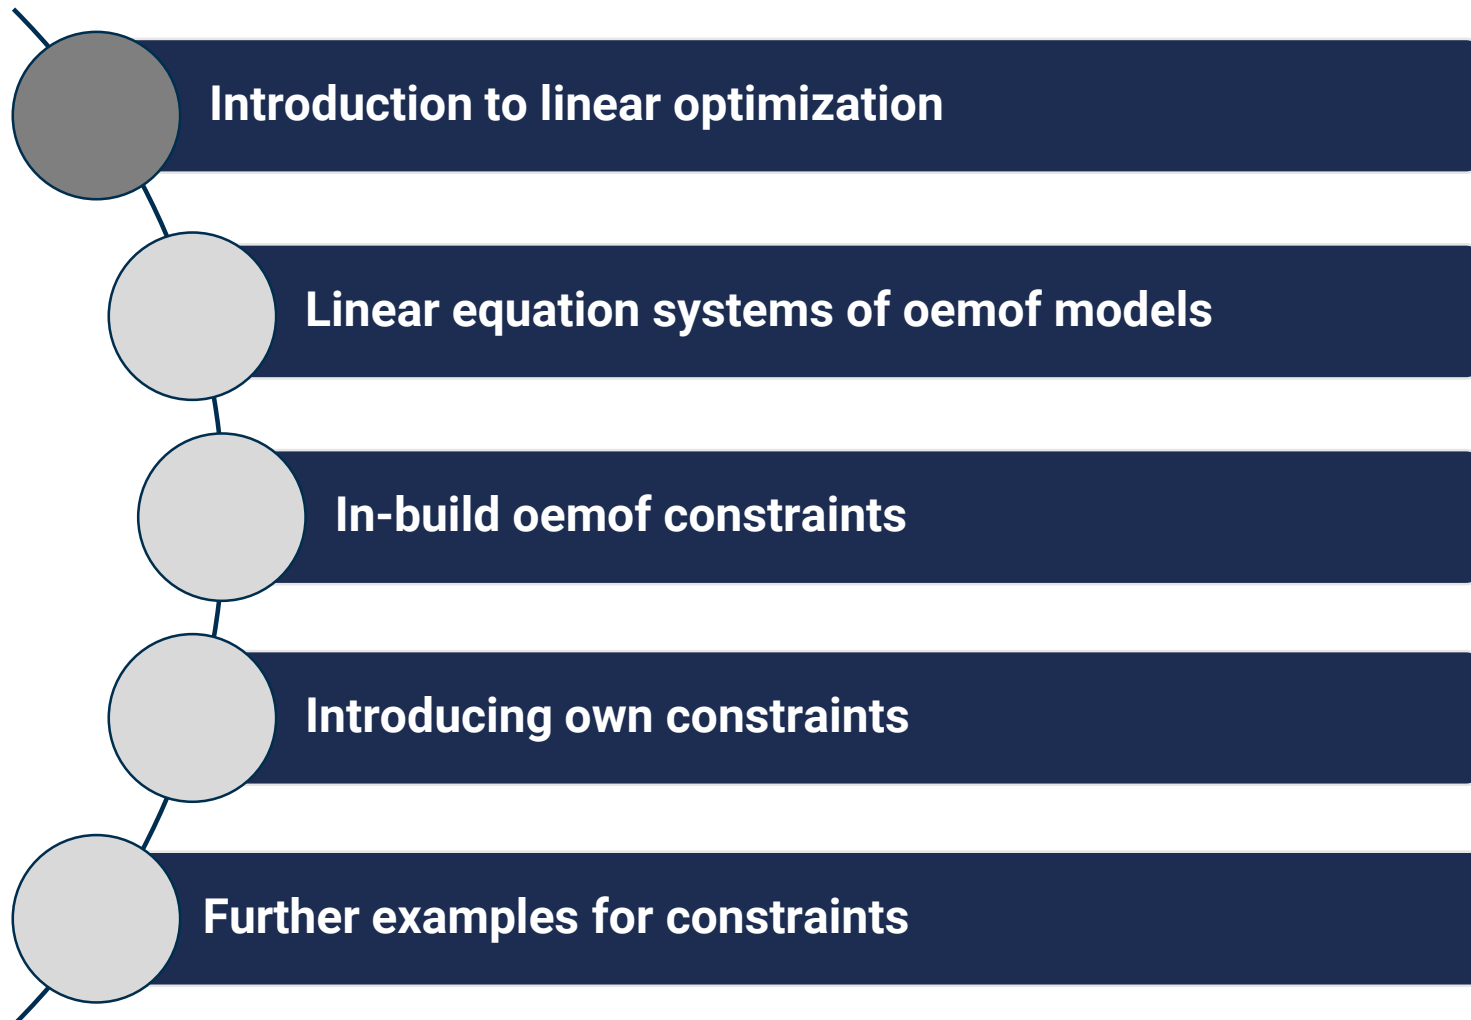 Introduction to linear optimization
Linear equation systems of oemof models
In-build oemof constraints
Introducing own constraints
Further examples for constraints